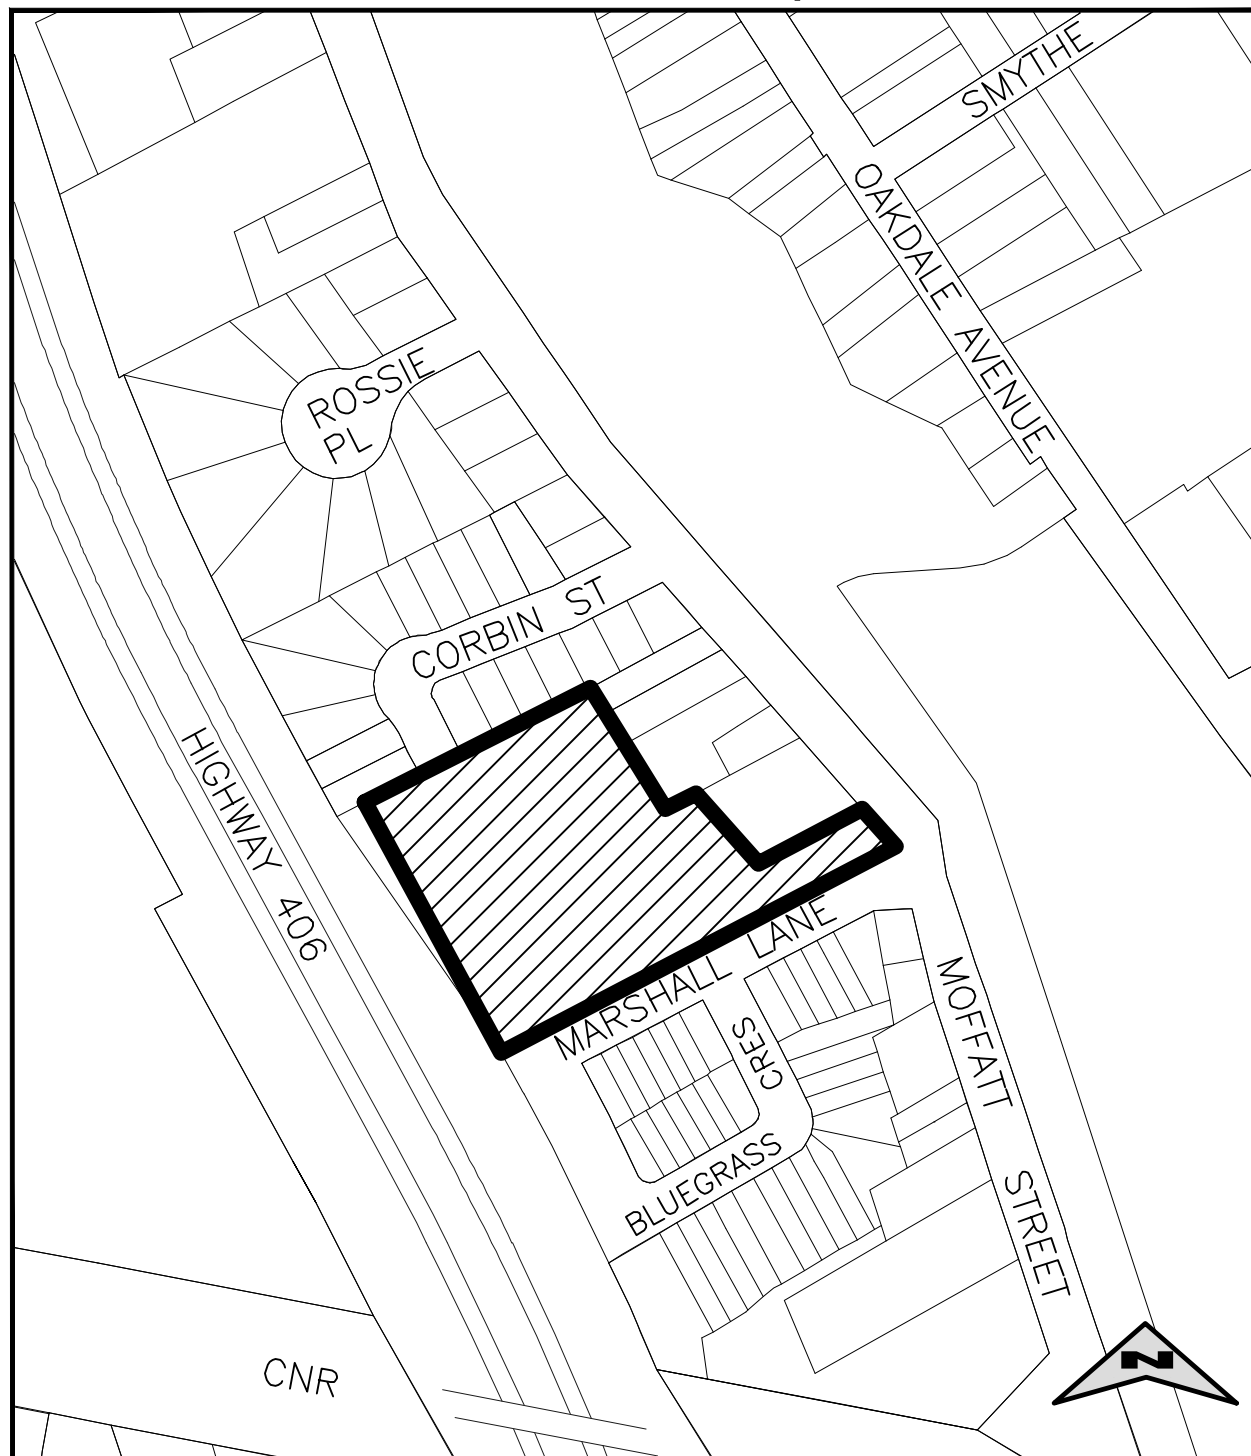 SMYTHE
OAKDALE AVENUE
ROSSIE
PL
CORBIN ST
HIGHWAY 406
MARSHALL LANE
CRES
BLUEGRASS
MOFFATT STREET
CNR
N